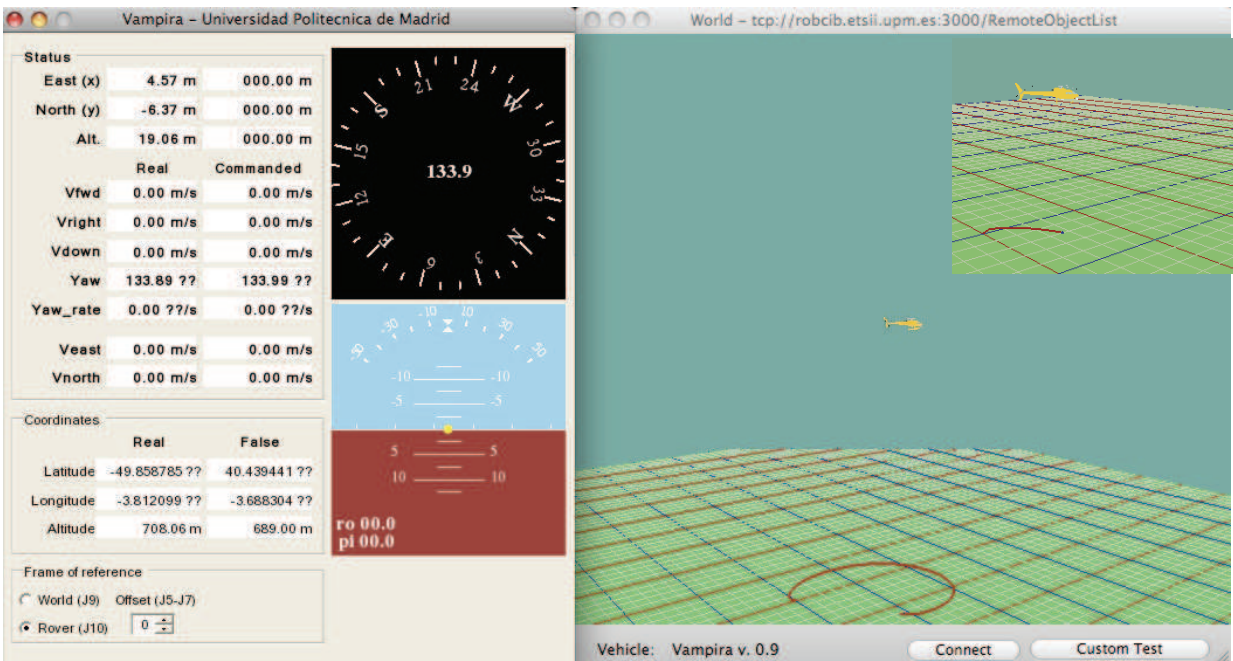 Vampira – Universidad Politecnica de Madrid
Status
East (x) 4.57 m 000.00 m
North (y) -6.37 m 000.00 m
Alt. 19.06 m 000.00 m
Real Commanded
Vfwd 0.00 m/s 0.00 m/s
Vright 0.00 m/s 0.00 m/s
Vdown 0.00 m/s 0.00 m/s
Yaw 133.89 ?? 133.99 ??
Yaw_rate 0.00 ??/s 0.00 ??/s
Veast 0.00 m/s 0.00 m/s
Vnorth 0.00 m/s 0.00 m/s
Coordinates
Real False
Latitude -49.858785 ?? 40.439441 ??
Longitude -3.812099 ?? -3.688304 ??
Altitude 708.06 m 689.00 m
Frame of reference
World (J9) Offset (J5-J7)
Rover (J10) 0
21 24 W 30 33 N 3 6 E 12 15 S
133.9
-30 -10 10 30
-50 50
-10 -10
-5 -5
5 5
10 10
ro 00.0
pi 00.0
World – tcp://robcib.etsii.upm.es:3000/RemoteObjectList
Vehicle: Vampira v. 0.9 Connect Custom Test